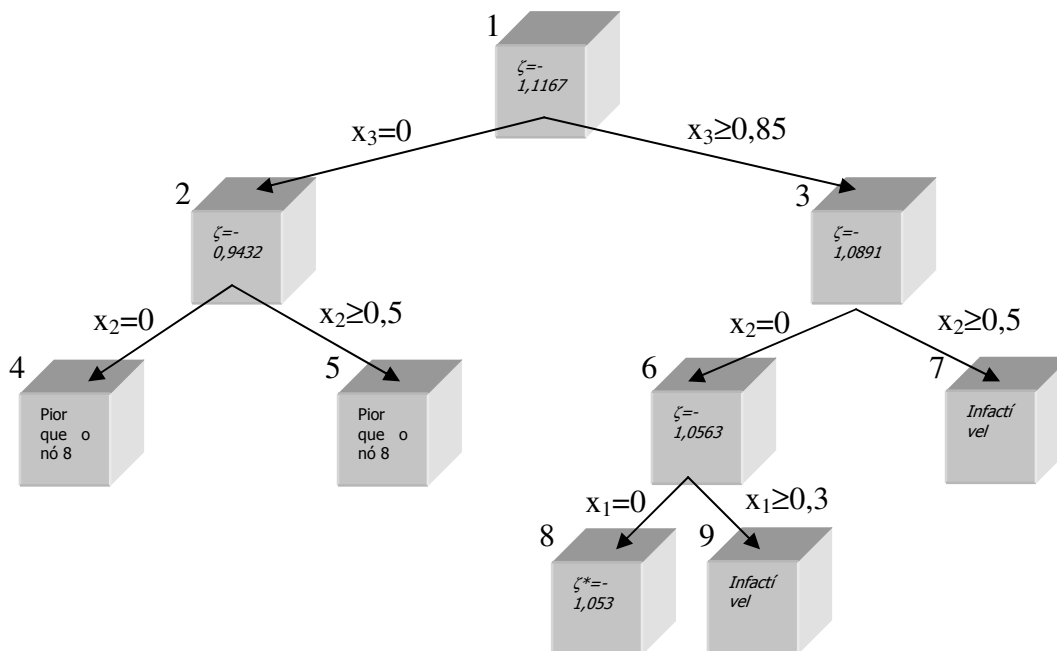 1
ζ=-
1,1167
x3=0
x3≥0,85
2
ζ=-
0,9432
3
ζ=-
1,0891
x2=0
x2≥0,5
x2=0
x2≥0,5
4
Pior
que o
nó 8
5
Pior
que o
nó 8
6
ζ=-
1,0563
7
Infactí
vel
x1=0
x1≥0,3
8
ζ*=-
1,053
9
Infactí
vel